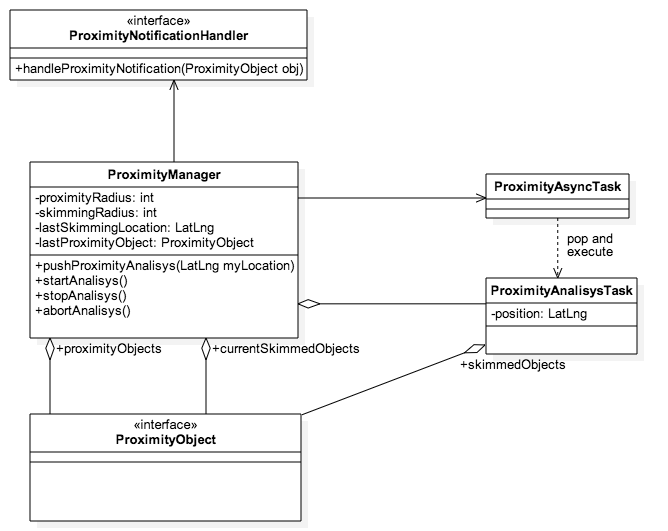 «interface»
ProximityNotificationHandler
+handleProximityNotification(ProximityObject obj)
ProximityManager
-proximityRadius: int
-skimmingRadius: int
-lastSkimmingLocation: LatLng
-lastProximityObject: ProximityObject
+pushProximityAnalisys(LatLng myLocation)
+startAnalisys()
+stopAnalisys()
+abortAnalisys()
ProximityAsyncTask
pop and
execute
ProximityAnalisysTask
-position: LatLng
+proximityObjects
+currentSkimmedObjects
+skimmedObjects
«interface»
ProximityObject